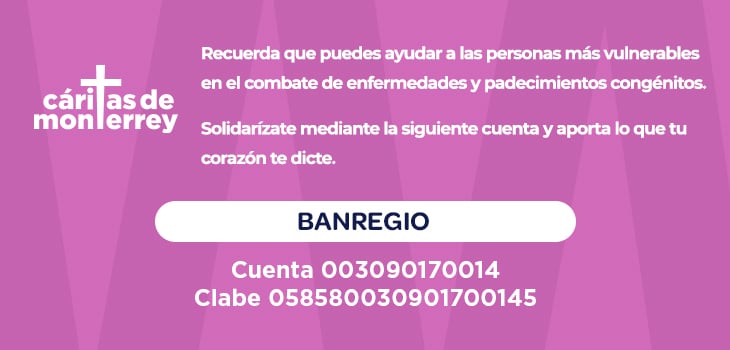 cáritas de
monterrey
Recuerda que puedes ayudar a las personas más vulnerables
en el combate de enfermedades y padecimientos congénitos.
Solidarízate mediante la siguiente cuenta y aporta lo que tu
corazón te dicte.
BANREGIO
Cuenta 003090170014
Clabe 058580030901700145